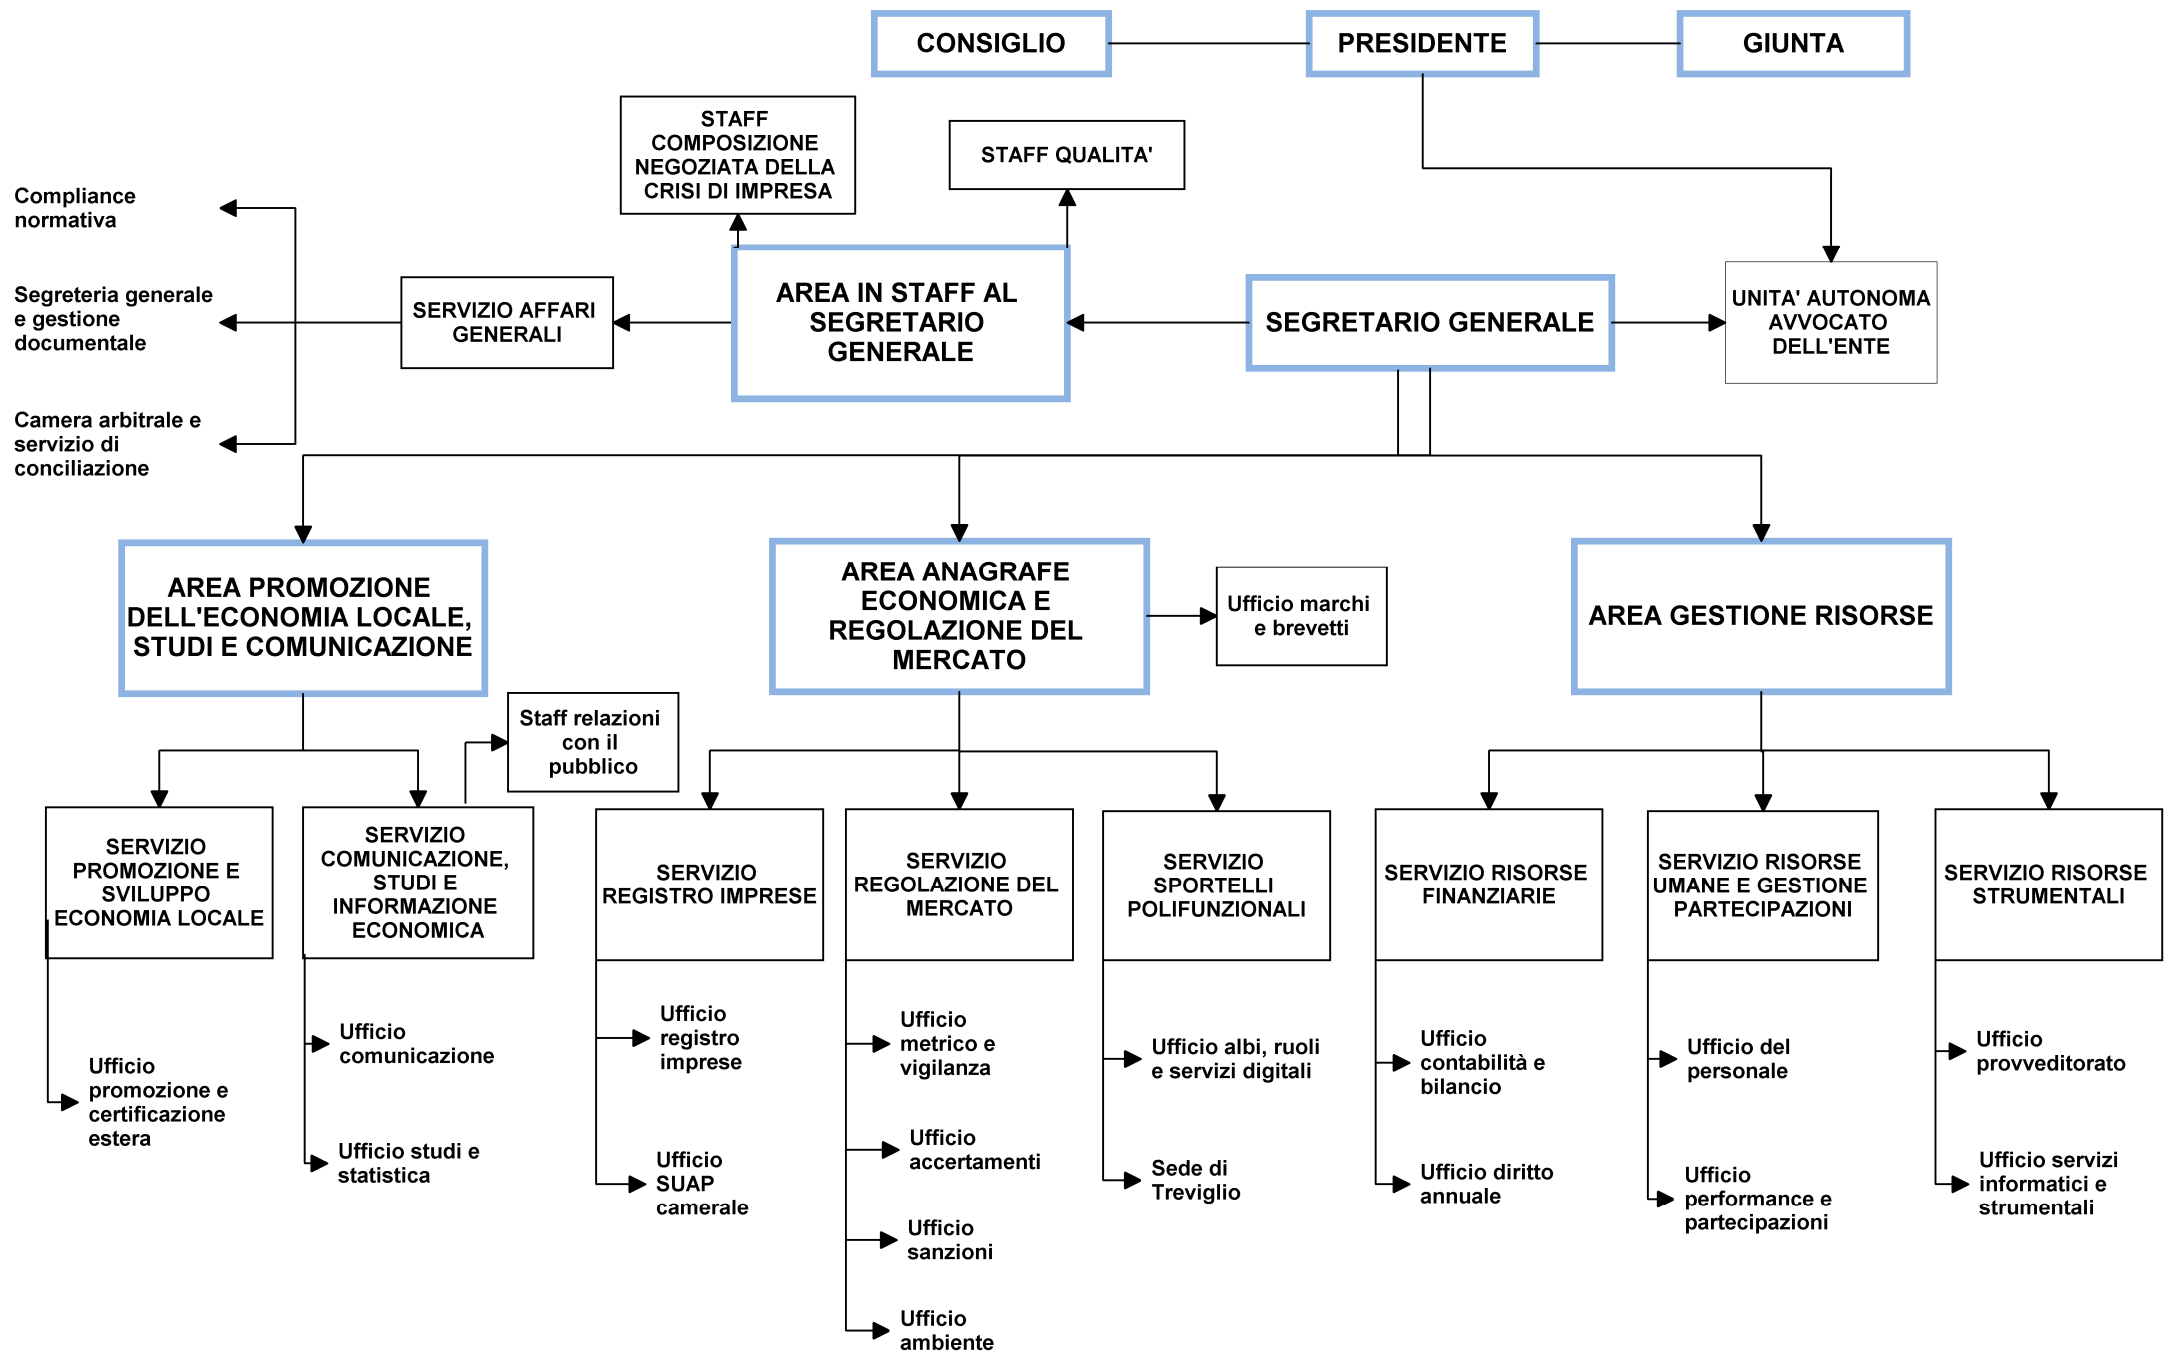 CONSIGLIO
PRESIDENTE
GIUNTA
STAFF
COMPOSIZIONE
NEGOZIATA DELLA
CRISI DI IMPRESA
STAFF QUALITA'
Compliance
normativa
Segreteria generale
e gestione
documentale
Camera arbitrale e
servizio di
conciliazione
SERVIZIO AFFARI
GENERALI
AREA IN STAFF AL
SEGRETARIO
GENERALE
SEGRETARIO GENERALE
UNITA' AUTONOMA
AVVOCATO
DELL'ENTE
AREA PROMOZIONE
DELL'ECONOMIA LOCALE,
STUDI E COMUNICAZIONE
AREA ANAGRAFE
ECONOMICA E
REGOLAZIONE DEL
MERCATO
Ufficio marchi
e brevetti
AREA GESTIONE RISORSE
Staff relazioni
con il
pubblico
SERVIZIO
PROMOZIONE E
SVILUPPO
ECONOMIA LOCALE
SERVIZIO
COMUNICAZIONE,
STUDI E
INFORMAZIONE
ECONOMICA
SERVIZIO
REGISTRO IMPRESE
SERVIZIO
REGOLAZIONE DEL
MERCATO
SERVIZIO
SPORTELLI
POLIFUNZIONALI
SERVIZIO RISORSE
FINANZIARIE
SERVIZIO RISORSE
UMANE E GESTIONE
PARTECIPAZIONI
SERVIZIO RISORSE
STRUMENTALI
Ufficio
promozione e
certificazione
estera
Ufficio
comunicazione
Ufficio studi e
statistica
Ufficio
registro
imprese
Ufficio
SUAP
camerale
Ufficio
metrico e
vigilanza
Ufficio
accertamenti
Ufficio
sanzioni
Ufficio
ambiente
Ufficio albi, ruoli
e servizi digitali
Sede di
Treviglio
Ufficio
contabilità e
bilancio
Ufficio diritto
annuale
Ufficio del
personale
Ufficio
performance e
partecipazioni
Ufficio
provveditorato
Ufficio servizi
informatici e
strumentali